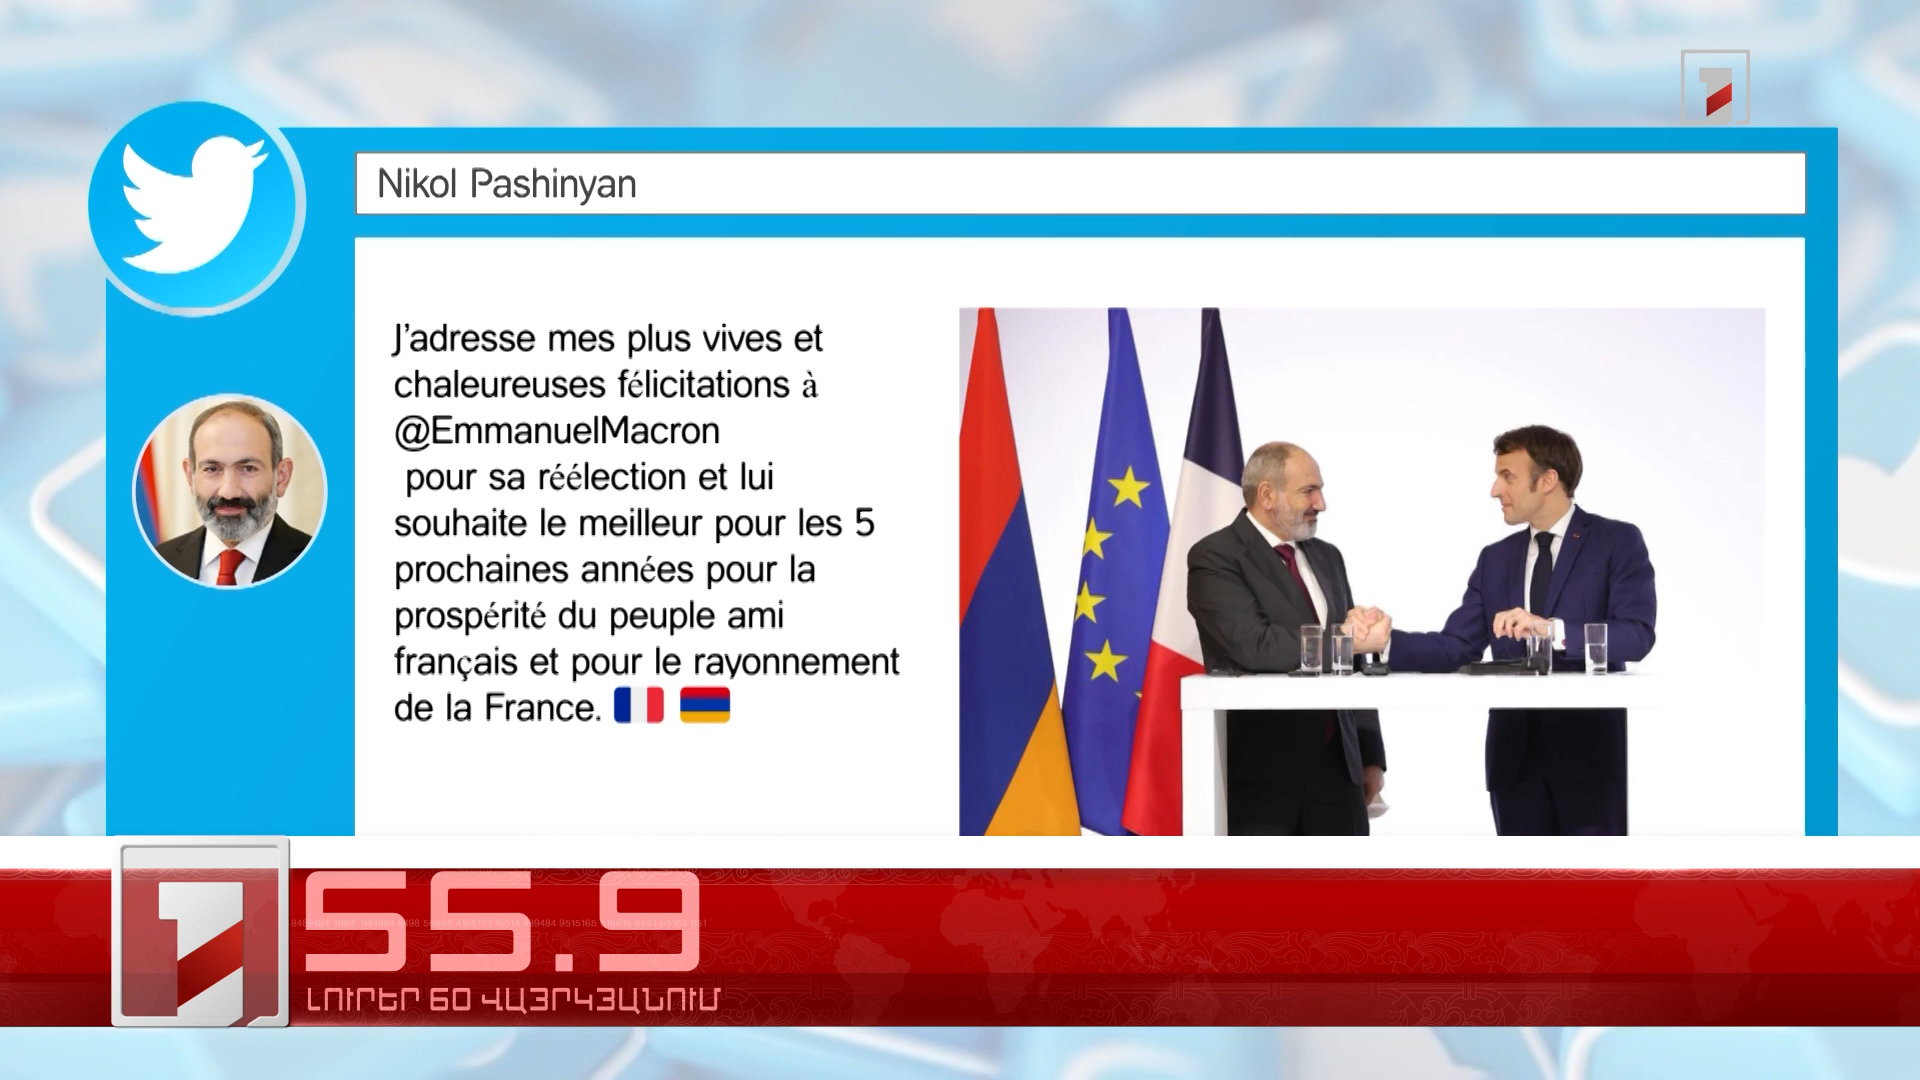 Nikol Pashinyan
J’adresse mes plus vives et
chaleureuses félicitations à
@EmmanuelMacron
pour sa réélection et lui
souhaite le meilleur pour les 5
prochaines années pour la
prospérité du peuple ami
français et pour le rayonnement
de la France.
1
55.9
ԼՈՒՐԵՐ 60 ՎԱՅՐԿՅԱՆՈՒՄ